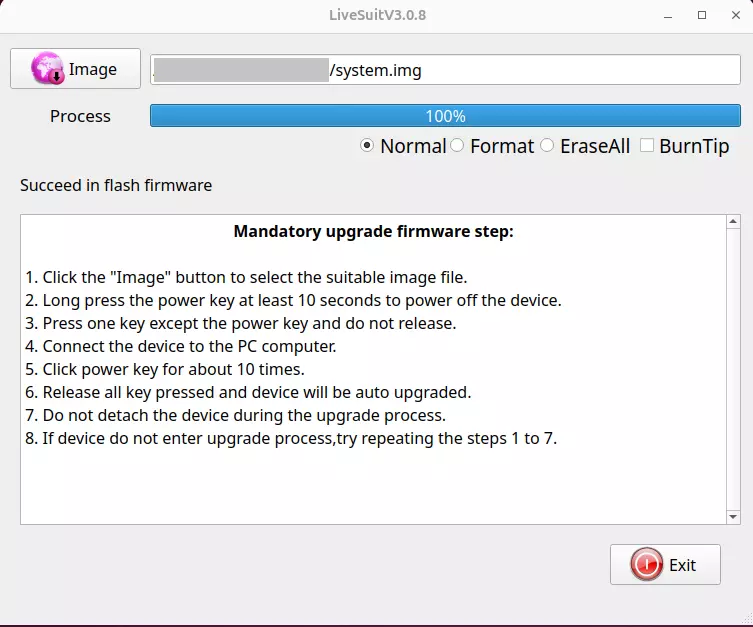 LiveSuitV3.0.8
Image
/system.img
Process
100%
Normal Format EraseAll BurnTip
Succeed in flash firmware
Mandatory upgrade firmware step:
1. Click the "Image" button to select the suitable image file.
2. Long press the power key at least 10 seconds to power off the device.
3. Press one key except the power key and do not release.
4. Connect the device to the PC computer.
5. Click power key for about 10 times.
6. Release all key pressed and device will be auto upgraded.
7. Do not detach the device during the upgrade process.
8. If device do not enter upgrade process,try repeating the steps 1 to 7.
Exit